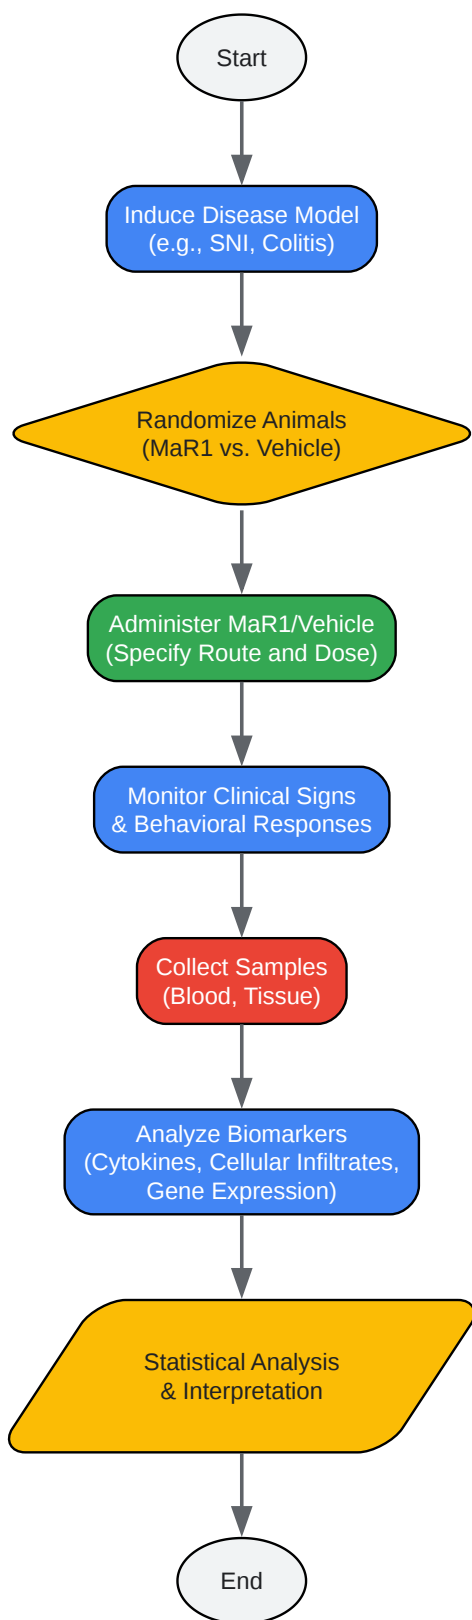 Start
Induce Disease Model
(e.g., SNI, Colitis)
Randomize Animals
(MaR1 vs. Vehicle)
Administer MaR1/Vehicle
(Specify Route and Dose)
Monitor Clinical Signs
& Behavioral Responses
Collect Samples
(Blood, Tissue)
Analyze Biomarkers
(Cytokines, Cellular Infiltrates,
Gene Expression)
Statistical Analysis
& Interpretation
End